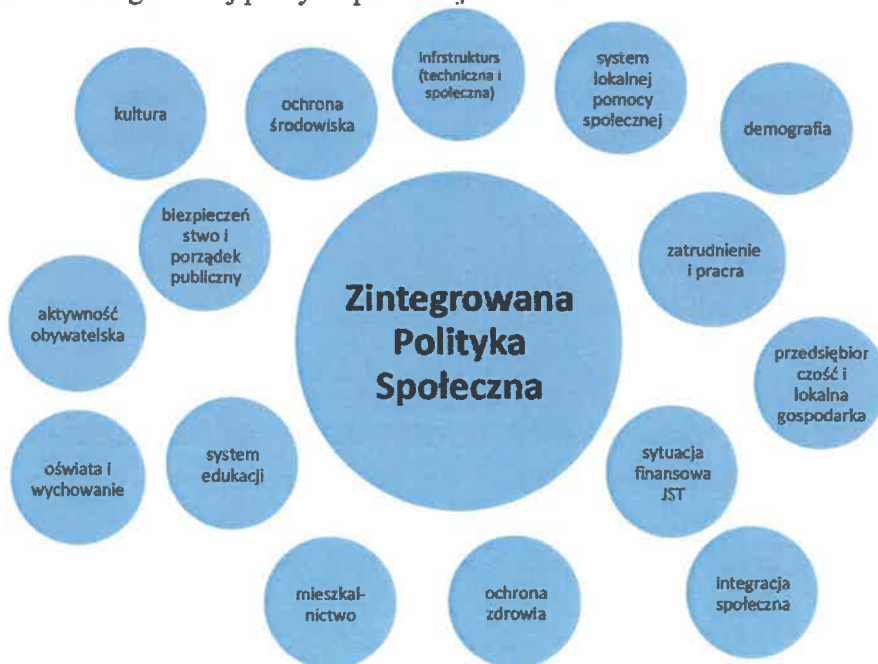 kultura
ochrona
środowiska
Infrstrukturs
(techniczna i
społeczna)
system
lokalnej
pomocy
społecznej
demografia
biezpieczeń
stwo i
porządek
publiczny
zatrudnienie
i pracra
aktywność
obywatelska
Zintegrowana
Polityka
Społeczna
przedsiębior
czość i
lokalna
gospodarka
oświata i
wychowanie
system
edukacji
sytuacja
finansowa
JST
mieszkal-
nictwo
ochrona
zdrowia
integracja
społeczna